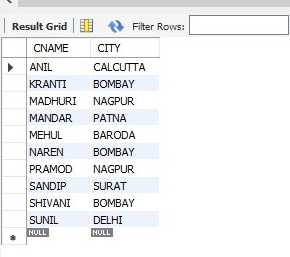 Result Grid Filter Rows:
CNAME CITY
ANIL CALCUTTA
KRANTI BOMBAY
MADHURI NAGPUR
MANDAR PATNA
MEHUL BARODA
NAREN BOMBAY
PRAMOD NAGPUR
SANDIP SURAT
SHIVANI BOMBAY
SUNIL DELHI
NULL NULL